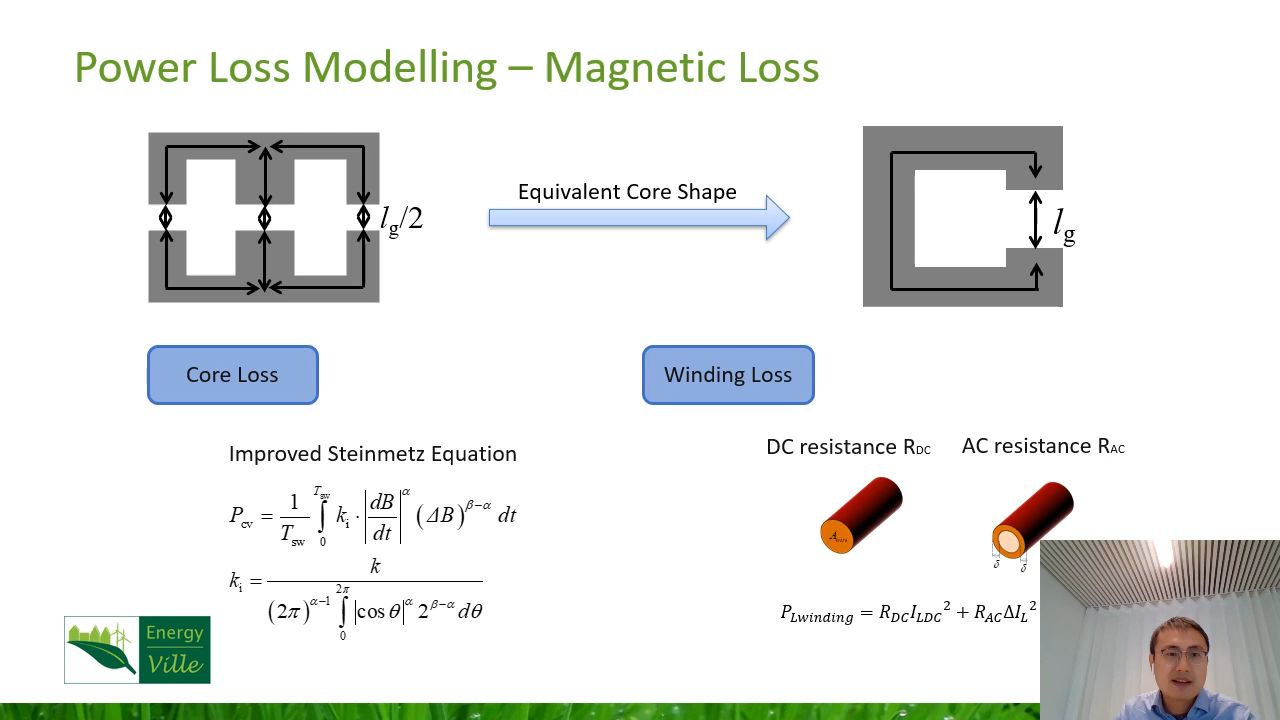 Power Loss Modelling – Magnetic Loss
l_g/2
Equivalent Core Shape
l_g
Core Loss
Winding Loss
Improved Steinmetz Equation
DC resistance R_DC
AC resistance R_AC
P_cv = 1/T_sw ∫_0^{T_sw} k_i · |dB/dt|^α (ΔB)^{β−α} dt
δ δ
k_i = k / ((2π)^{α−1} ∫_0^{2π} |cos θ|^α 2^{β−α} dθ)
P_Lwinding = R_DC I_LDC^2 + R_AC ΔI_L^2
Energy
Ville